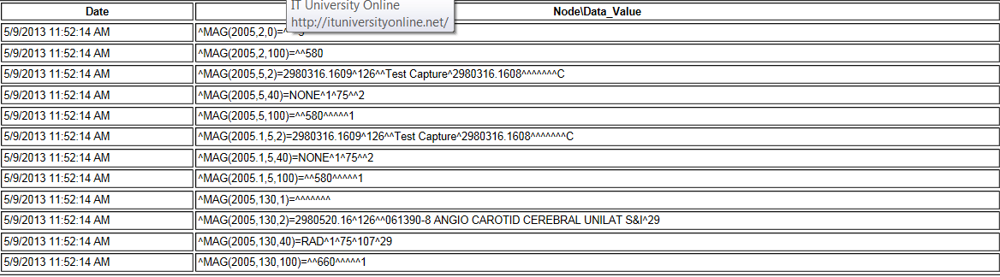 Date Node\Data_Value
IT University Online
http://ituniversityonline.net/
5/9/2013 11:52:14 AM ^MAG(2005,2,0)=^
5/9/2013 11:52:14 AM ^MAG(2005,2,100)=^^580
5/9/2013 11:52:14 AM ^MAG(2005,5,2)=2980316.1609^126^^Test Capture^2980316.1608^^^^^^^C
5/9/2013 11:52:14 AM ^MAG(2005,5,40)=NONE^1^75^^2
5/9/2013 11:52:14 AM ^MAG(2005,5,100)=^^580^^^^^1
5/9/2013 11:52:14 AM ^MAG(2005.1,5,2)=2980316.1609^126^^Test Capture^2980316.1608^^^^^^^C
5/9/2013 11:52:14 AM ^MAG(2005.1,5,40)=NONE^1^75^^2
5/9/2013 11:52:14 AM ^MAG(2005.1,5,100)=^^580^^^^^1
5/9/2013 11:52:14 AM ^MAG(2005,130,1)=^^^^^^^
5/9/2013 11:52:14 AM ^MAG(2005,130,2)=2980520.16^126^^061390-8 ANGIO CAROTID CEREBRAL UNILAT S&I^29
5/9/2013 11:52:14 AM ^MAG(2005,130,40)=RAD^1^75^107^29
5/9/2013 11:52:14 AM ^MAG(2005,130,100)=^^660^^^^^1